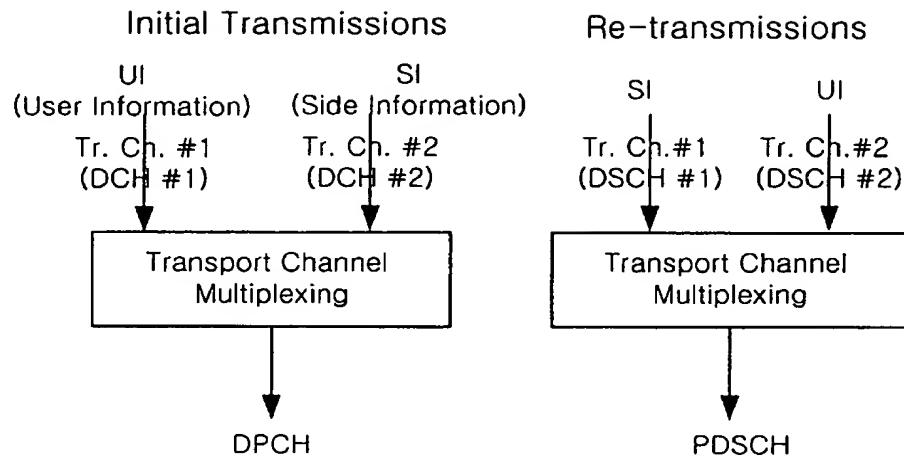 Initial Transmissions
UI
(User Information)
SI
(Side Information)
Tr. Ch. #1
(DCH #1)
Tr. Ch. #2
(DCH #2)
Transport Channel
Multiplexing
DPCH
Re-transmissions
SI
UI
Tr. Ch.#1
(DSCH #1)
Tr. Ch.#2
(DSCH #2)
Transport Channel
Multiplexing
PDSCH